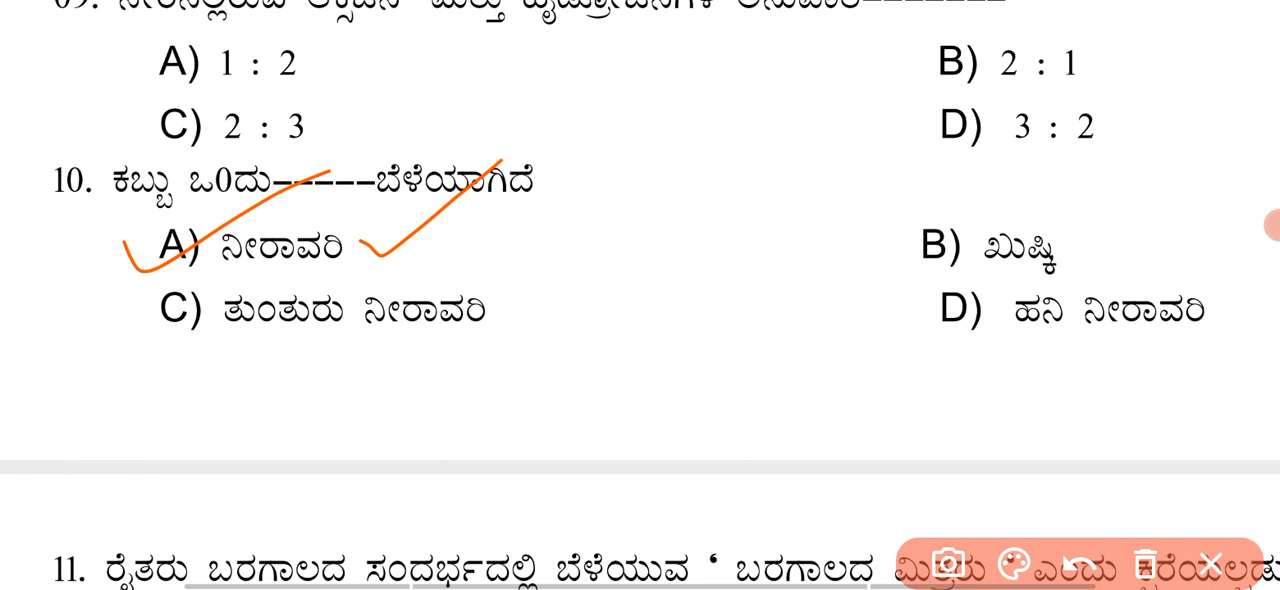 A) 1 : 2 B) 2 : 1
C) 2 : 3 D) 3 : 2
10. ಕಬ್ಬು ಒ0ದು-----ಬೆಳೆಯಾಗಿದೆ
A) ನೀರಾವರಿ B) ಖುಷ್ಕಿ
C) ತುಂತುರು ನೀರಾವರಿ D) ಹನಿ ನೀರಾವರಿ
11. ರೈತರು ಬರಗಾಲದ ಸಂದರ್ಭದಲ್ಲಿ ಬೆಳೆಯುವ ‘ ಬರಗಾಲದ